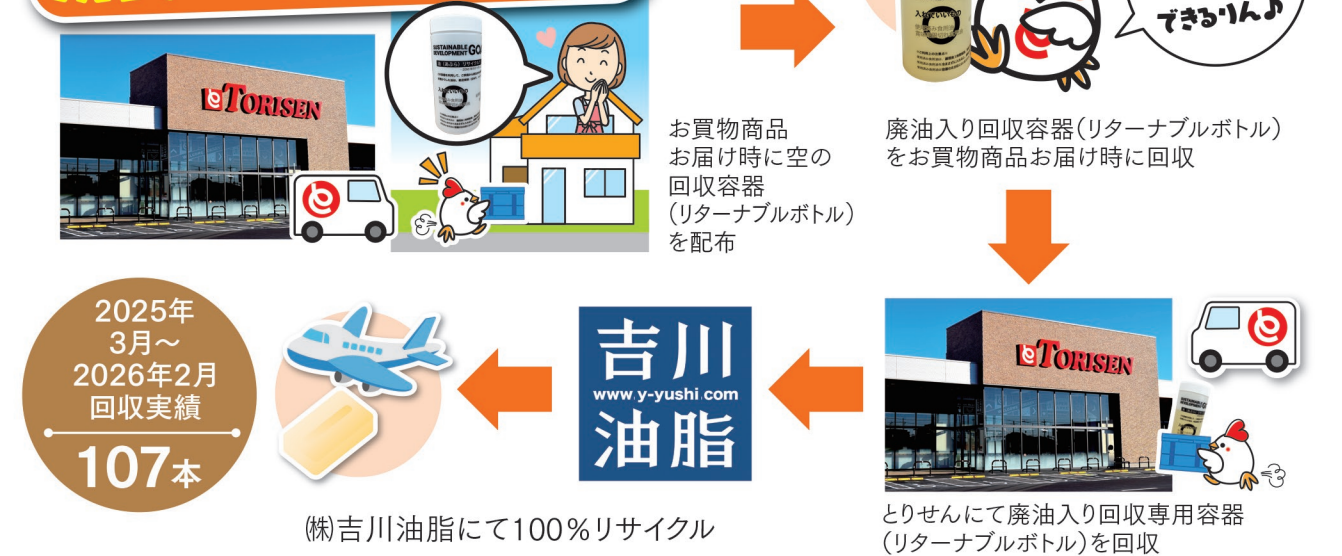 TORISEN
SUSTAINABLE
DEVELOPMENT GO
お買物商品
お届け時に空の
回収容器
(リターナブルボトル)
を配布
できるりん♪
廃油入り回収容器(リターナブルボトル)
をお買物商品お届け時に回収
2025年
3月〜
2026年2月
回収実績
107本
吉川
www.y-yushi.com
油脂
㈱吉川油脂にて100%リサイクル
TORISEN
とりせんにて廃油入り回収専用容器
(リターナブルボトル)を回収